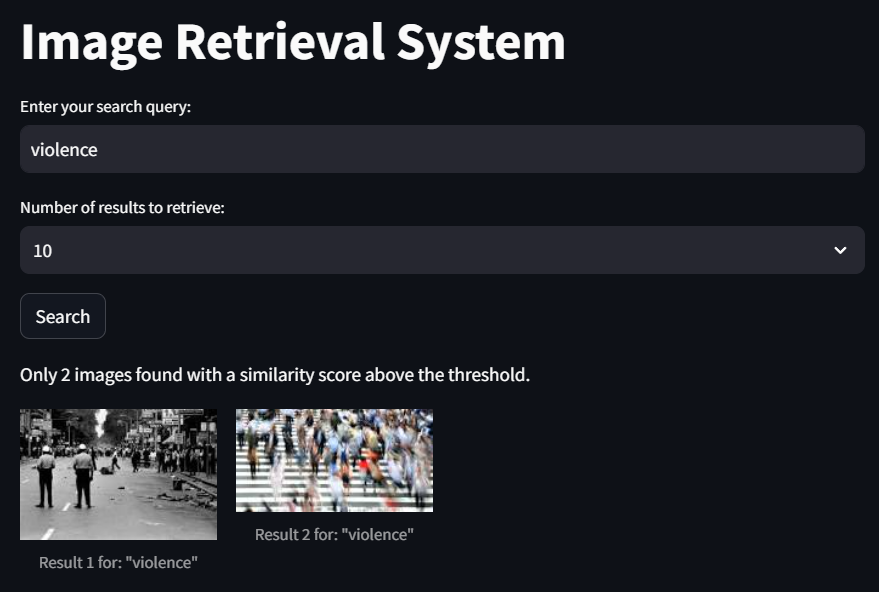 Image Retrieval System
Enter your search query:
violence
Number of results to retrieve:
10
Search
Only 2 images found with a similarity score above the threshold.
Result 1 for: "violence"
Result 2 for: "violence"